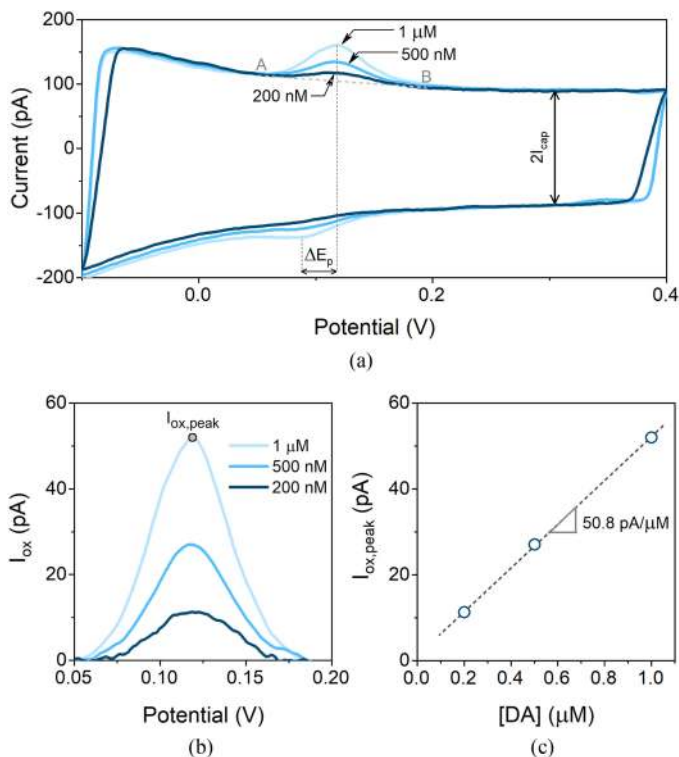 200
1 μM
A
500 nM
100
B
200 nM
Current (pA)
0
2I_cap
-100
ΔE_p
-200
0.0
0.2
0.4
Potential (V)
(a)
60
I_ox,peak
1 μM
500 nM
200 nM
40
I_ox (pA)
20
0
0.05
0.10
0.15
0.20
Potential (V)
(b)
60
40
I_ox,peak (pA)
50.8 pA/μM
20
0
0.0
0.2
0.4
0.6
0.8
1.0
[DA] (μM)
(c)